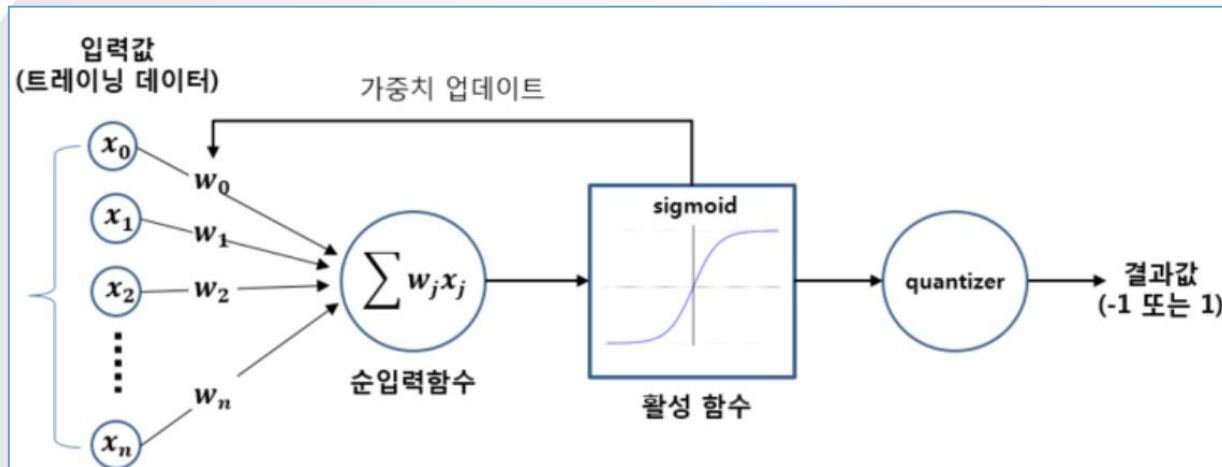 입력값
(트레이닝 데이터)
가중치 업데이트
x₀
w₀
x₁
w₁
x₂
w₂
xₙ
wₙ
∑ wⱼxⱼ
순입력함수
sigmoid
활성 함수
quantizer
결과값
(-1 또는 1)